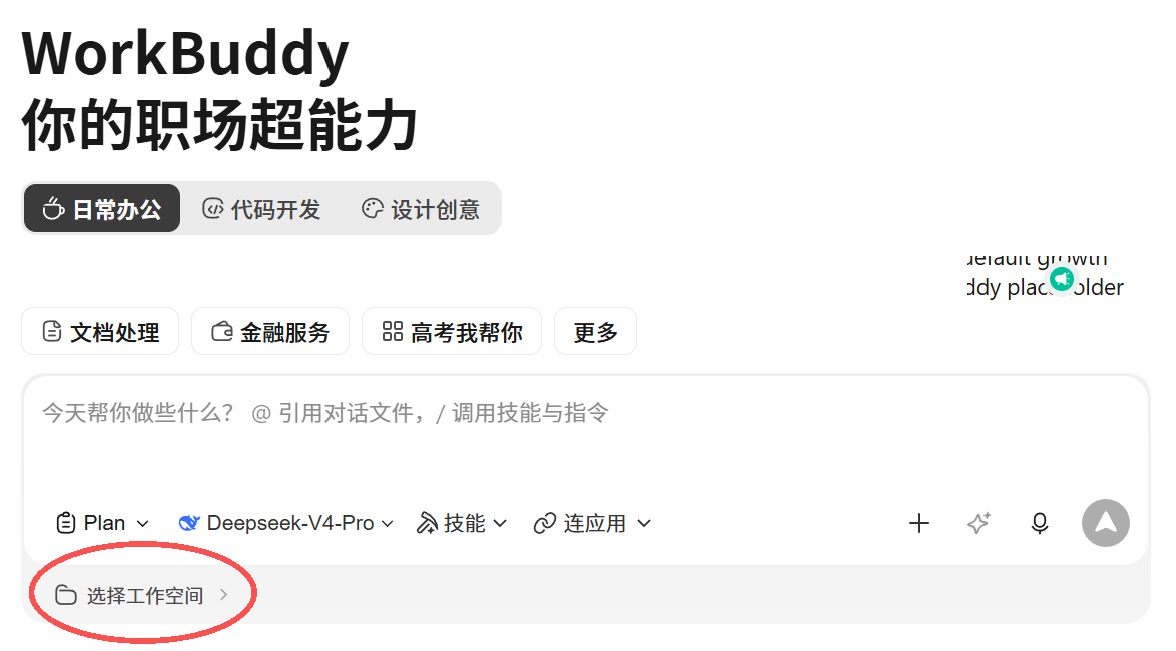 WorkBuddy
你的职场超能力
日常办公 代码开发 设计创意
default growth
ddy placeholder
文档处理 金融服务 高考我帮你 更多
今天帮你做些什么? @ 引用对话文件，/ 调用技能与指令
Plan Deepseek-V4-Pro 技能 连应用
选择工作空间